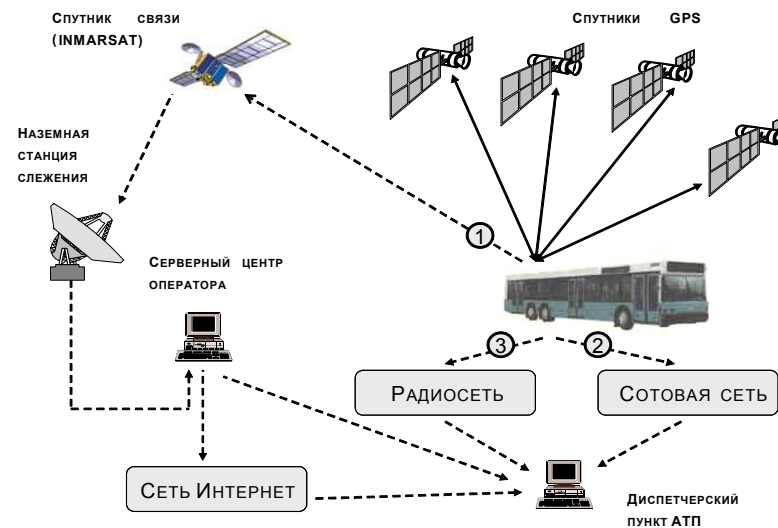 Спутник связи
(INMARSAT)
Спутники GPS
Наземная
станция
слежения
1
Серверный центр
оператора
3
2
Радиосеть
Сотовая сеть
Сеть Интернет
Диспетчерский
пункт АТП